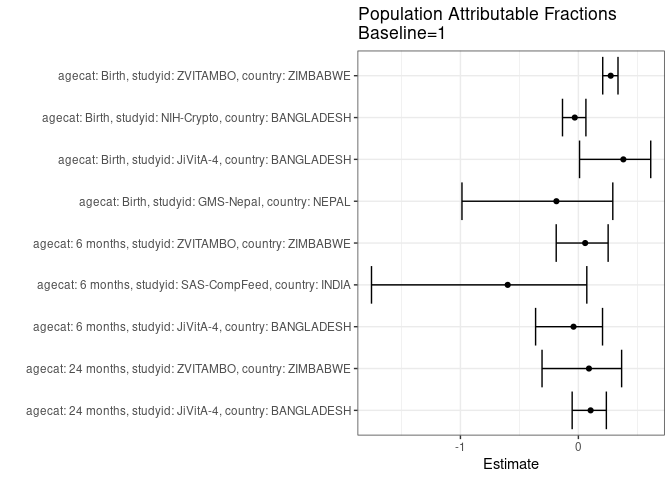 Population Attributable Fractions
Baseline=1
agecat: Birth, studyid: ZVITAMBO, country: ZIMBABWE
agecat: Birth, studyid: NIH-Crypto, country: BANGLADESH
agecat: Birth, studyid: JiVitA-4, country: BANGLADESH
agecat: Birth, studyid: GMS-Nepal, country: NEPAL
agecat: 6 months, studyid: ZVITAMBO, country: ZIMBABWE
agecat: 6 months, studyid: SAS-CompFeed, country: INDIA
agecat: 6 months, studyid: JiVitA-4, country: BANGLADESH
agecat: 24 months, studyid: ZVITAMBO, country: ZIMBABWE
agecat: 24 months, studyid: JiVitA-4, country: BANGLADESH
-1 0
Estimate